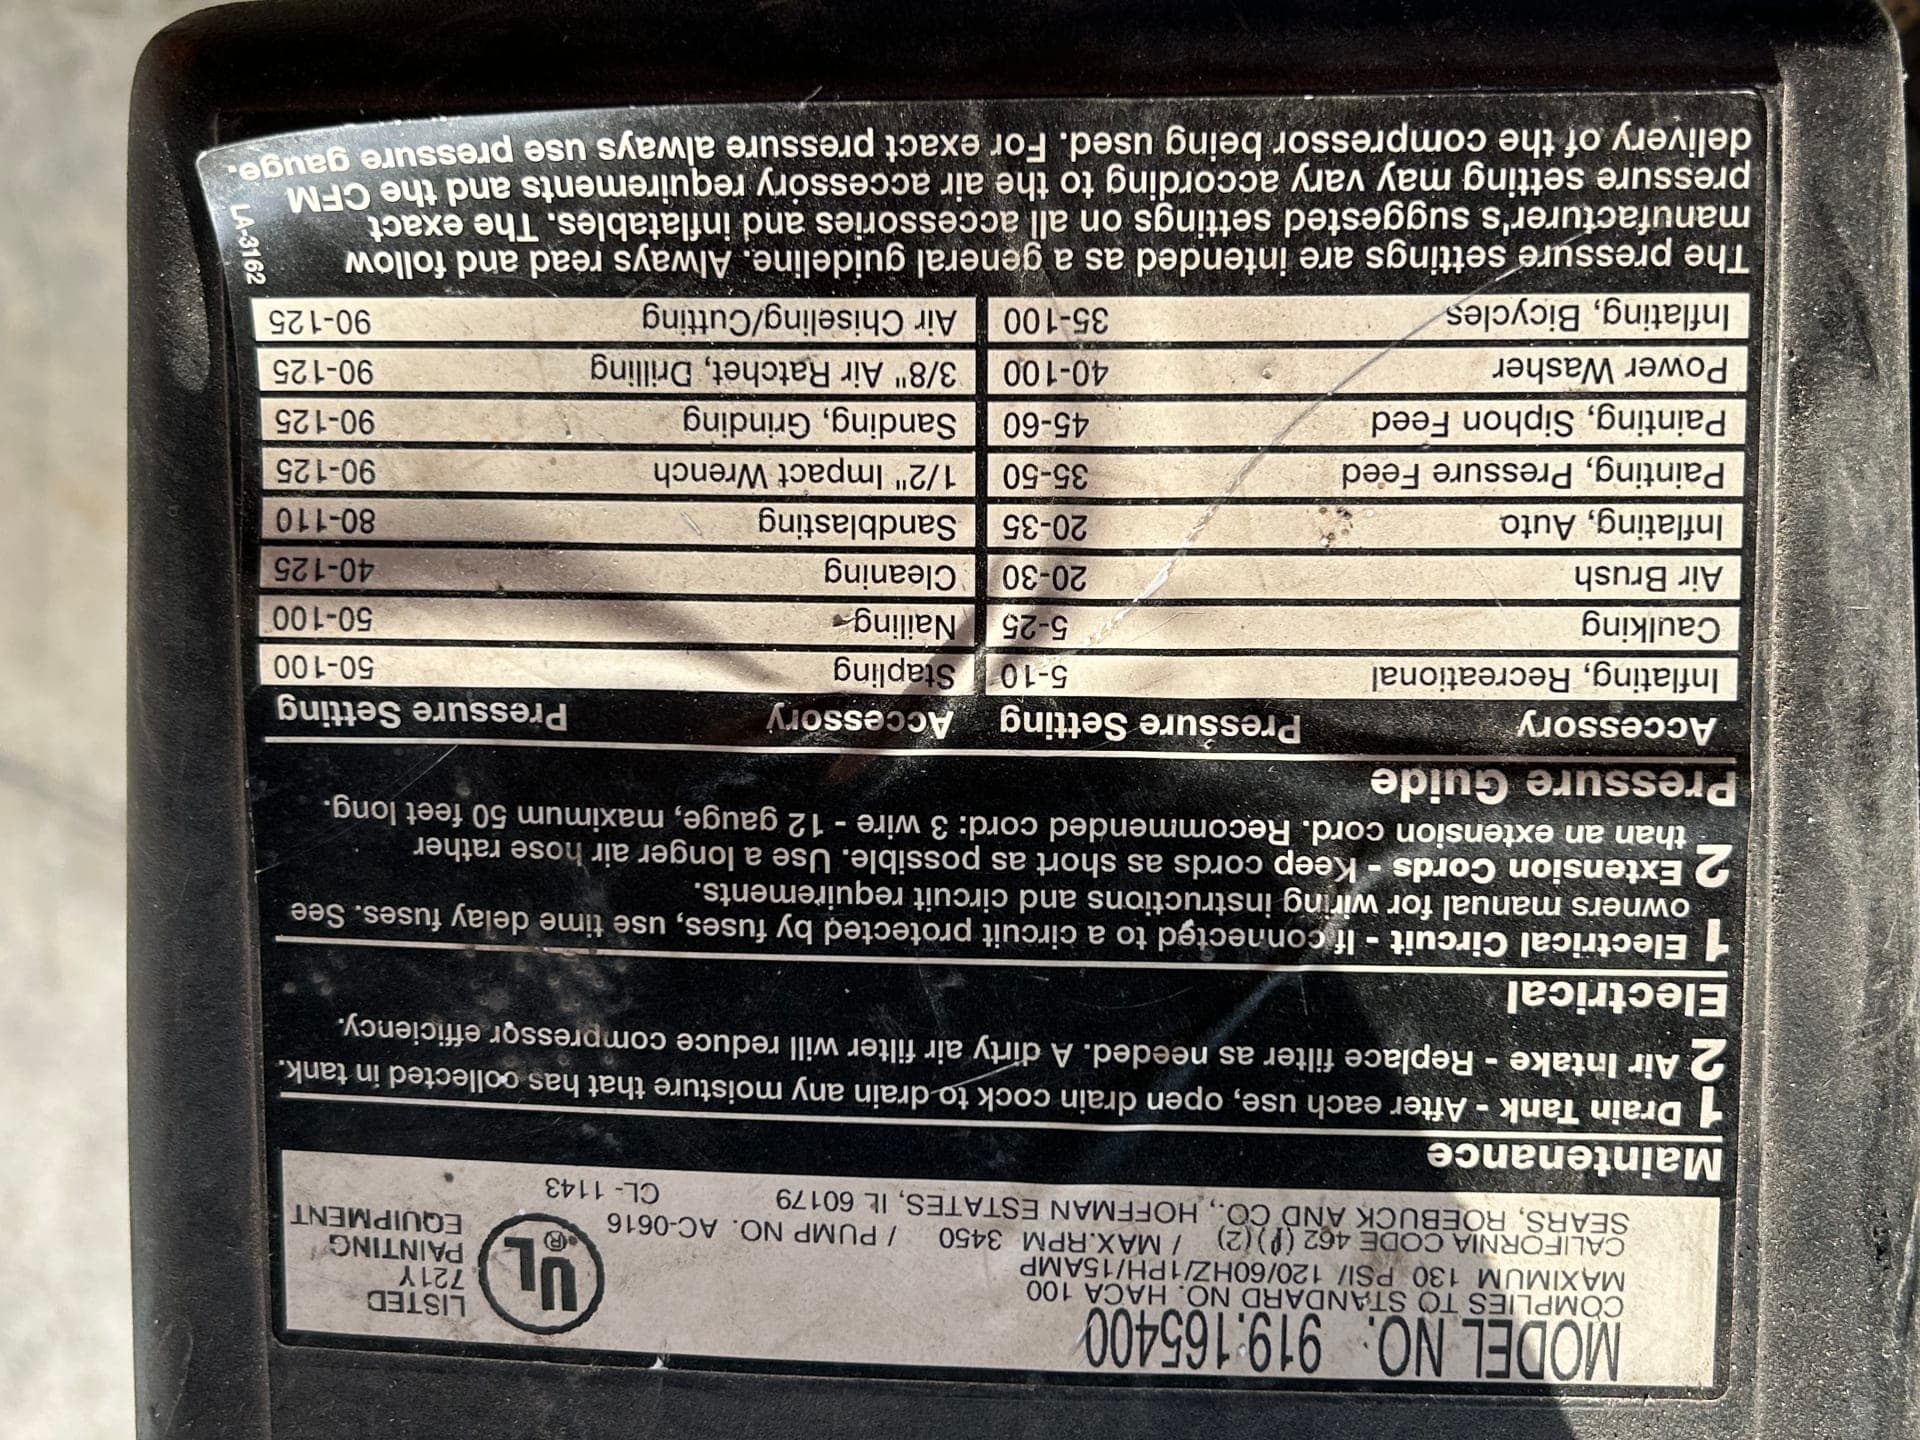 MODEL NO. 919.165400
COMPLIES TO STANDARD NO. HACA 100
MAXIMUM 130 PSI/ 120/60HZ/1PH/15AMP
CALIFORNIA CODE 462 (l)(2) / MAX.RPM 3450 / PUMP NO. AC-0616
SEARS, ROEBUCK AND CO., HOFFMAN ESTATES, IL 60179 CL-1143
UL ®
LISTED
721Y
PAINTING
EQUIPMENT
Maintenance
1 Drain Tank - After each use, open drain cock to drain any moisture that has collected in tank.
2 Air Intake - Replace filter as needed. A dirty air filter will reduce compressor efficiency.
Electrical
1 Electrical Circuit - If connected to a circuit protected by fuses, use time delay fuses. See
owners manual for wiring instructions and circuit requirements.
2 Extension Cords - Keep cords as short as possible. Use a longer air hose rather
than an extension cord. Recommended cord: 3 wire - 12 gauge, maximum 50 feet long.
Pressure Guide
Accessory Pressure Setting Accessory Pressure Setting
Inflating, Recreational 5-10 Stapling 50-100
Caulking 5-25 Nailing 50-100
Air Brush 20-30 Cleaning 40-125
Inflating, Auto 20-35 Sandblasting 80-110
Painting, Pressure Feed 35-50 1/2" Impact Wrench 90-125
Painting, Siphon Feed 45-60 Sanding, Grinding 90-125
Power Washer 40-100 3/8" Air Ratchet, Drilling 90-125
Inflating, Bicycles 35-100 Air Chiseling/Cutting 90-125
The pressure settings are intended as a general guideline. Always read and follow
manufacturer's suggested settings on all accessories and inflatables. The exact
pressure setting may vary according to the air accessory requirements and the CFM
delivery of the compressor being used. For exact pressure always use pressure gauge.
LA-3162